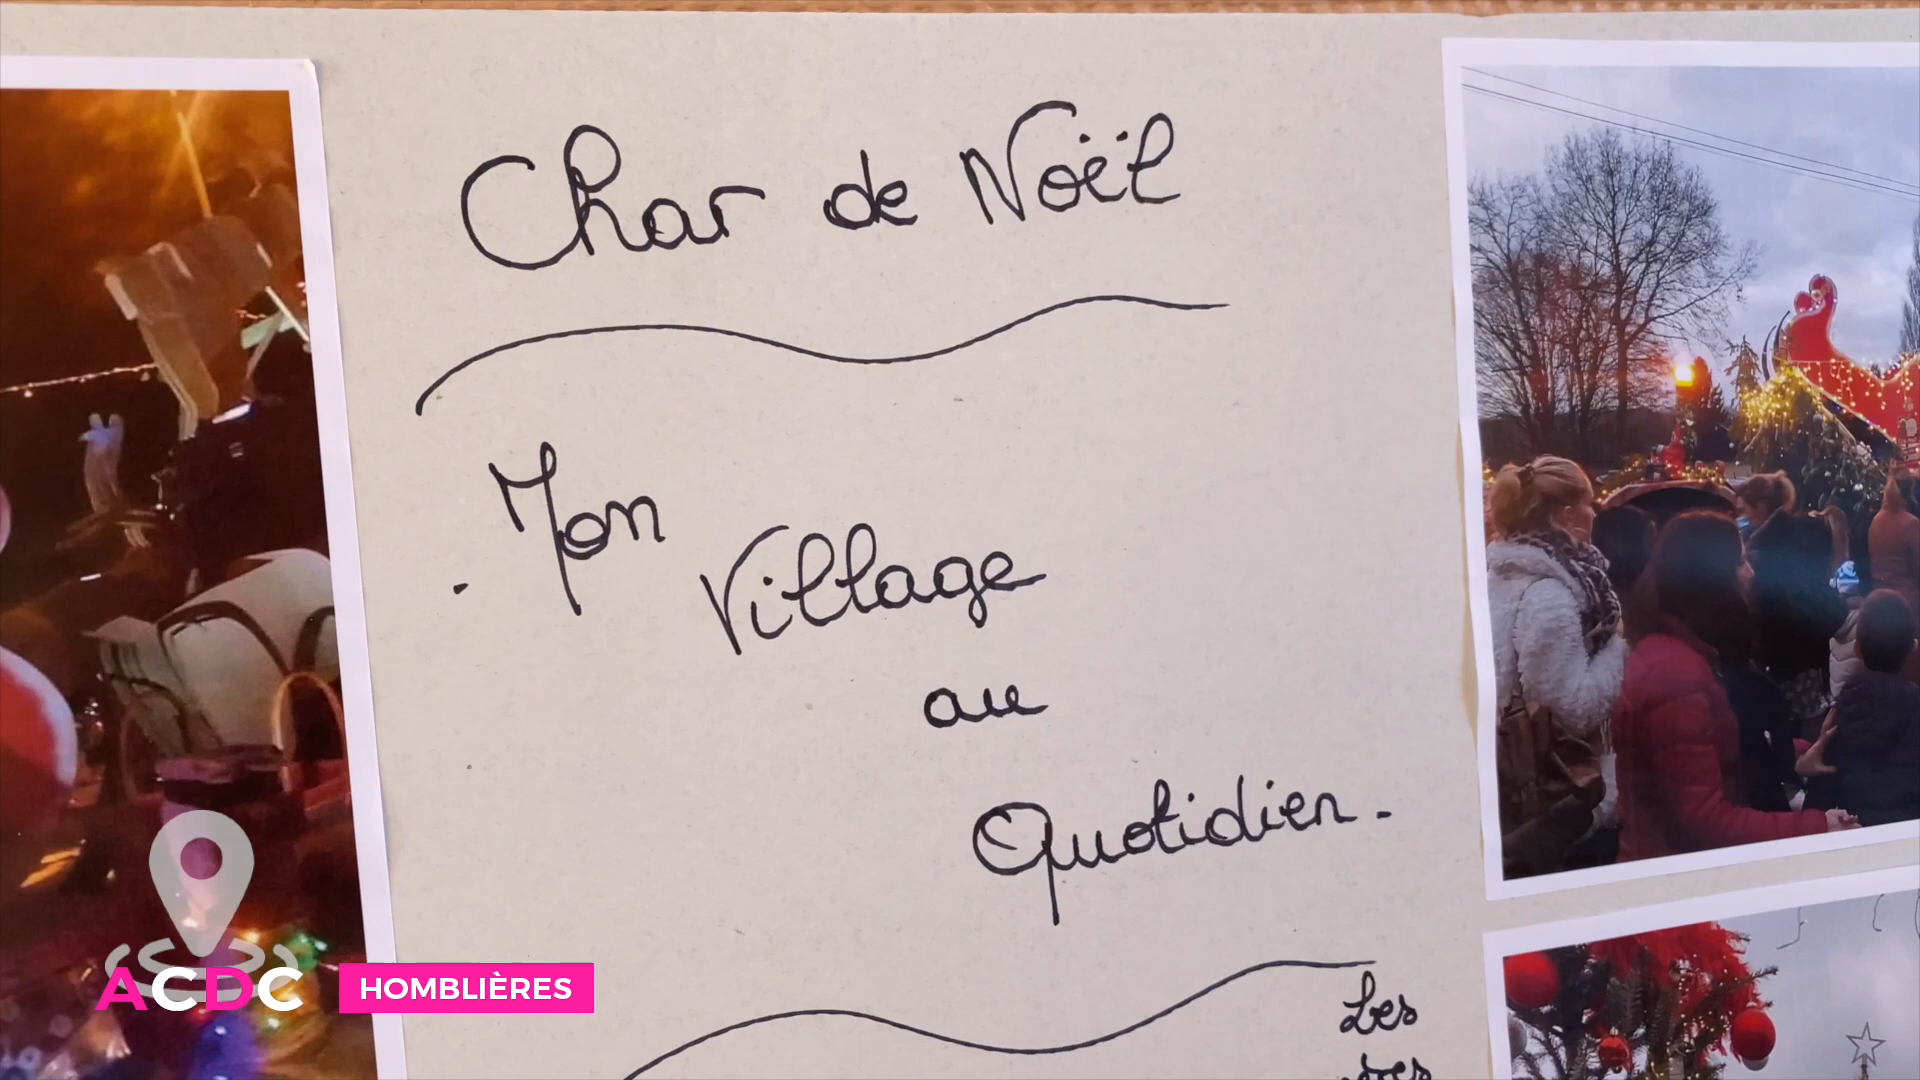 Char de Noël
. Mon
Village
au
Quotidien.
Les
ACDC
HOMBLIÈRES